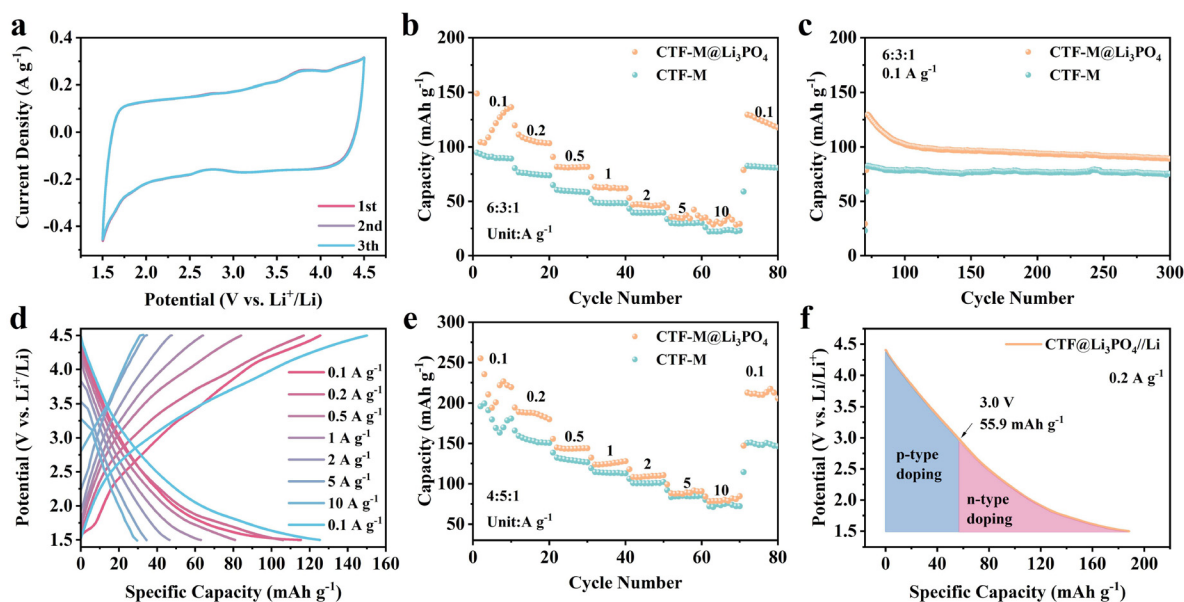 a
0.4
0.2
0.0
-0.2
-0.4
1.5
2.0
2.5
3.0
3.5
4.0
4.5
Current Density (A g⁻¹)
Potential (V vs. Li⁺/Li)
1st
2nd
3th
b
200
150
100
50
0
0
10
20
30
40
50
60
70
80
Capacity (mAh g⁻¹)
Cycle Number
CTF-M@Li₃PO₄
CTF-M
0.1
0.2
0.5
1
2
5
10
0.1
6:3:1
Unit:A g⁻¹
c
200
150
100
50
0
100
150
200
250
300
Capacity (mAh g⁻¹)
Cycle Number
6:3:1
0.1 A g⁻¹
CTF-M@Li₃PO₄
CTF-M
d
4.5
4.0
3.5
3.0
2.5
2.0
1.5
0
20
40
60
80
100
120
140
160
Potential (V vs. Li⁺/Li)
Specific Capacity (mAh g⁻¹)
0.1 A g⁻¹
0.2 A g⁻¹
0.5 A g⁻¹
1 A g⁻¹
2 A g⁻¹
5 A g⁻¹
10 A g⁻¹
0.1 A g⁻¹
e
300
250
200
150
100
50
0
10
20
30
40
50
60
70
80
Capacity (mAh g⁻¹)
Cycle Number
CTF-M@Li₃PO₄
CTF-M
0.1
0.2
0.5
1
2
5
10
0.1
4:5:1
Unit:A g⁻¹
f
4.5
4.0
3.5
3.0
2.5
2.0
1.5
0
40
80
120
160
200
Potential (V vs. Li/Li⁺)
Specific Capacity (mAh g⁻¹)
CTF@Li₃PO₄//Li
0.2 A g⁻¹
3.0 V
55.9 mAh g⁻¹
p-type
doping
n-type
doping